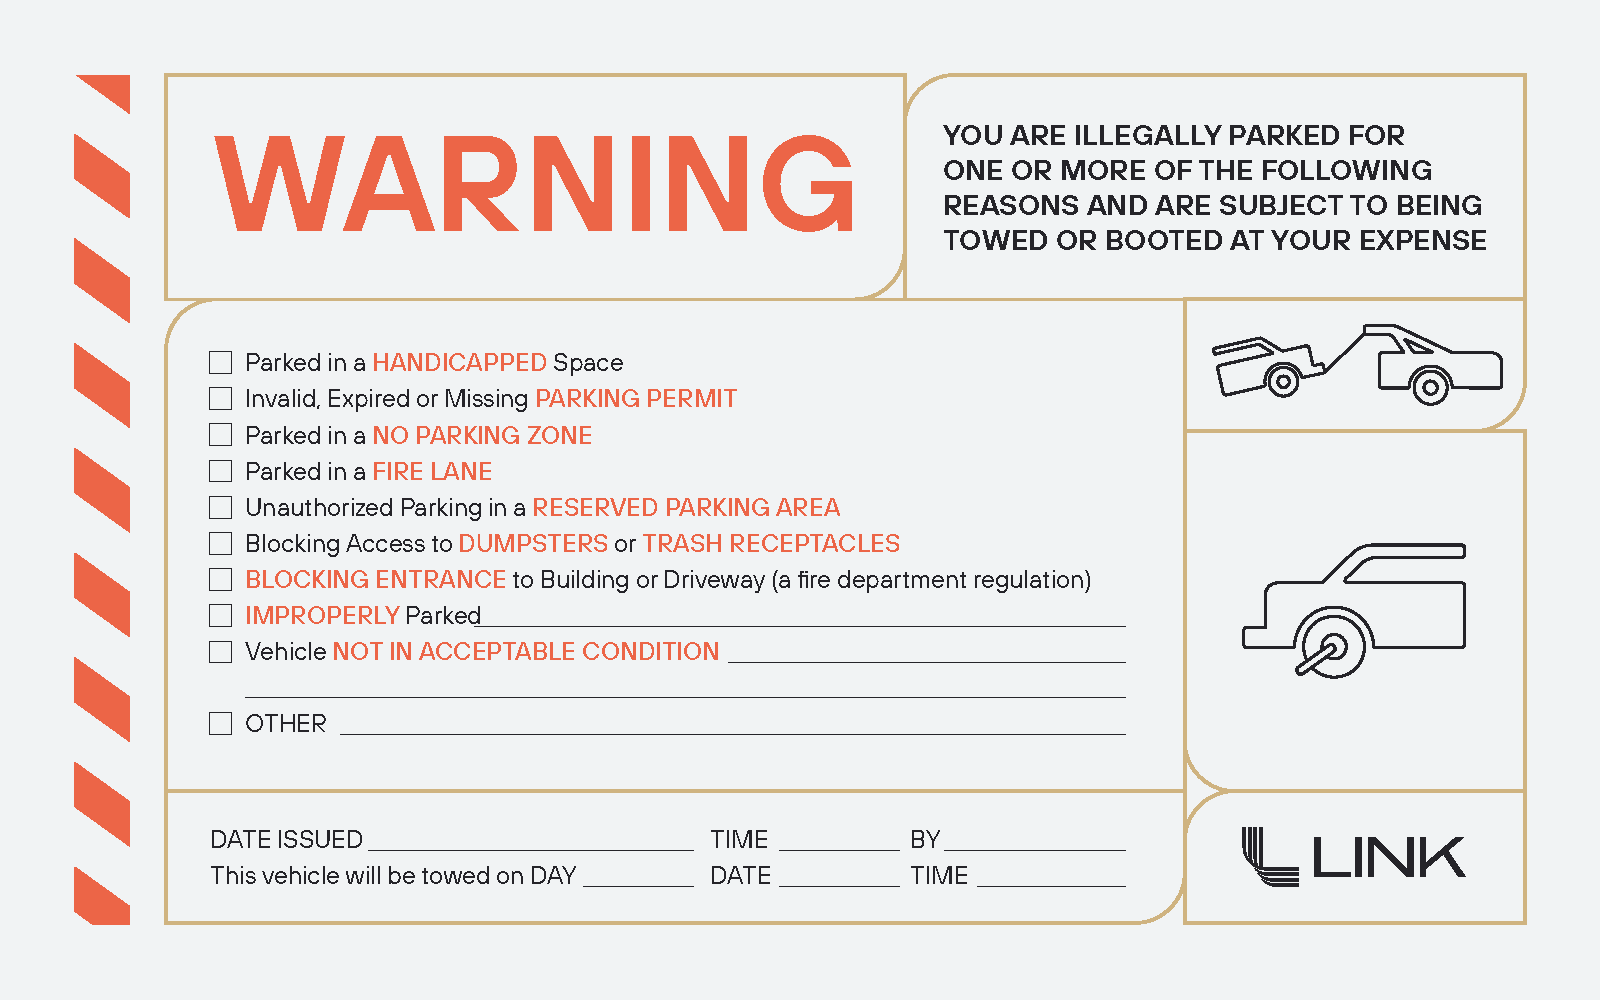 WARNING
YOU ARE ILLEGALLY PARKED FOR
ONE OR MORE OF THE FOLLOWING
REASONS AND ARE SUBJECT TO BEING
TOWED OR BOOTED AT YOUR EXPENSE
Parked in a HANDICAPPED Space
Invalid, Expired or Missing PARKING PERMIT
Parked in a NO PARKING ZONE
Parked in a FIRE LANE
Unauthorized Parking in a RESERVED PARKING AREA
Blocking Access to DUMPSTERS or TRASH RECEPTACLES
BLOCKING ENTRANCE to Building or Driveway (a fire department regulation)
IMPROPERLY Parked
Vehicle NOT IN ACCEPTABLE CONDITION
OTHER
DATE ISSUED TIME BY
This vehicle will be towed on DAY DATE TIME
LINK